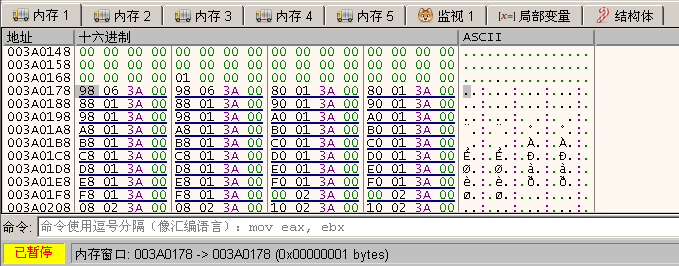 内存 1 内存 2 内存 3 内存 4 内存 5 监视 1 [x=] 局部变量 结构体
地址 十六进制 ASCII
003A0148 00 00 00 00 00 00 00 00 00 00 00 00 00 00 00 00 ................
003A0158 00 00 00 00 00 00 00 00 00 00 00 00 00 00 00 00 ................
003A0168 00 00 00 00 01 00 00 00 00 00 00 00 00 00 00 00 ................
003A0178 98 06 3A 00 98 06 3A 00 80 01 3A 00 80 01 3A 00 ..:...:...:...:.
003A0188 88 01 3A 00 88 01 3A 00 90 01 3A 00 90 01 3A 00 ..:...:...:...:.
003A0198 98 01 3A 00 98 01 3A 00 A0 01 3A 00 A0 01 3A 00
003A01A8 A8 01 3A 00 A8 01 3A 00 B0 01 3A 00 B0 01 3A 00
003A01B8 B8 01 3A 00 B8 01 3A 00 C0 01 3A 00 C0 01 3A 00 ¸.:.¸.:.À.:.À.:.
003A01C8 C8 01 3A 00 C8 01 3A 00 D0 01 3A 00 D0 01 3A 00 È.:.È.:.Ð.:.Ð.:.
003A01D8 D8 01 3A 00 D8 01 3A 00 E0 01 3A 00 E0 01 3A 00 Ø.:.Ø.:.à.:.à.:.
003A01E8 E8 01 3A 00 E8 01 3A 00 F0 01 3A 00 F0 01 3A 00 è.:.è.:.ð.:.ð.:.
003A01F8 F8 01 3A 00 F8 01 3A 00 00 02 3A 00 00 02 3A 00 ø.:.ø.:...:...:.
003A0208 08 02 3A 00 08 02 3A 00 10 02 3A 00 10 02 3A 00 ..:...:...:...:.
命令: 命令使用逗号分隔（像汇编语言）: mov eax, ebx
已暂停 内存窗口: 003A0178 -> 003A0178 (0x00000001 bytes)